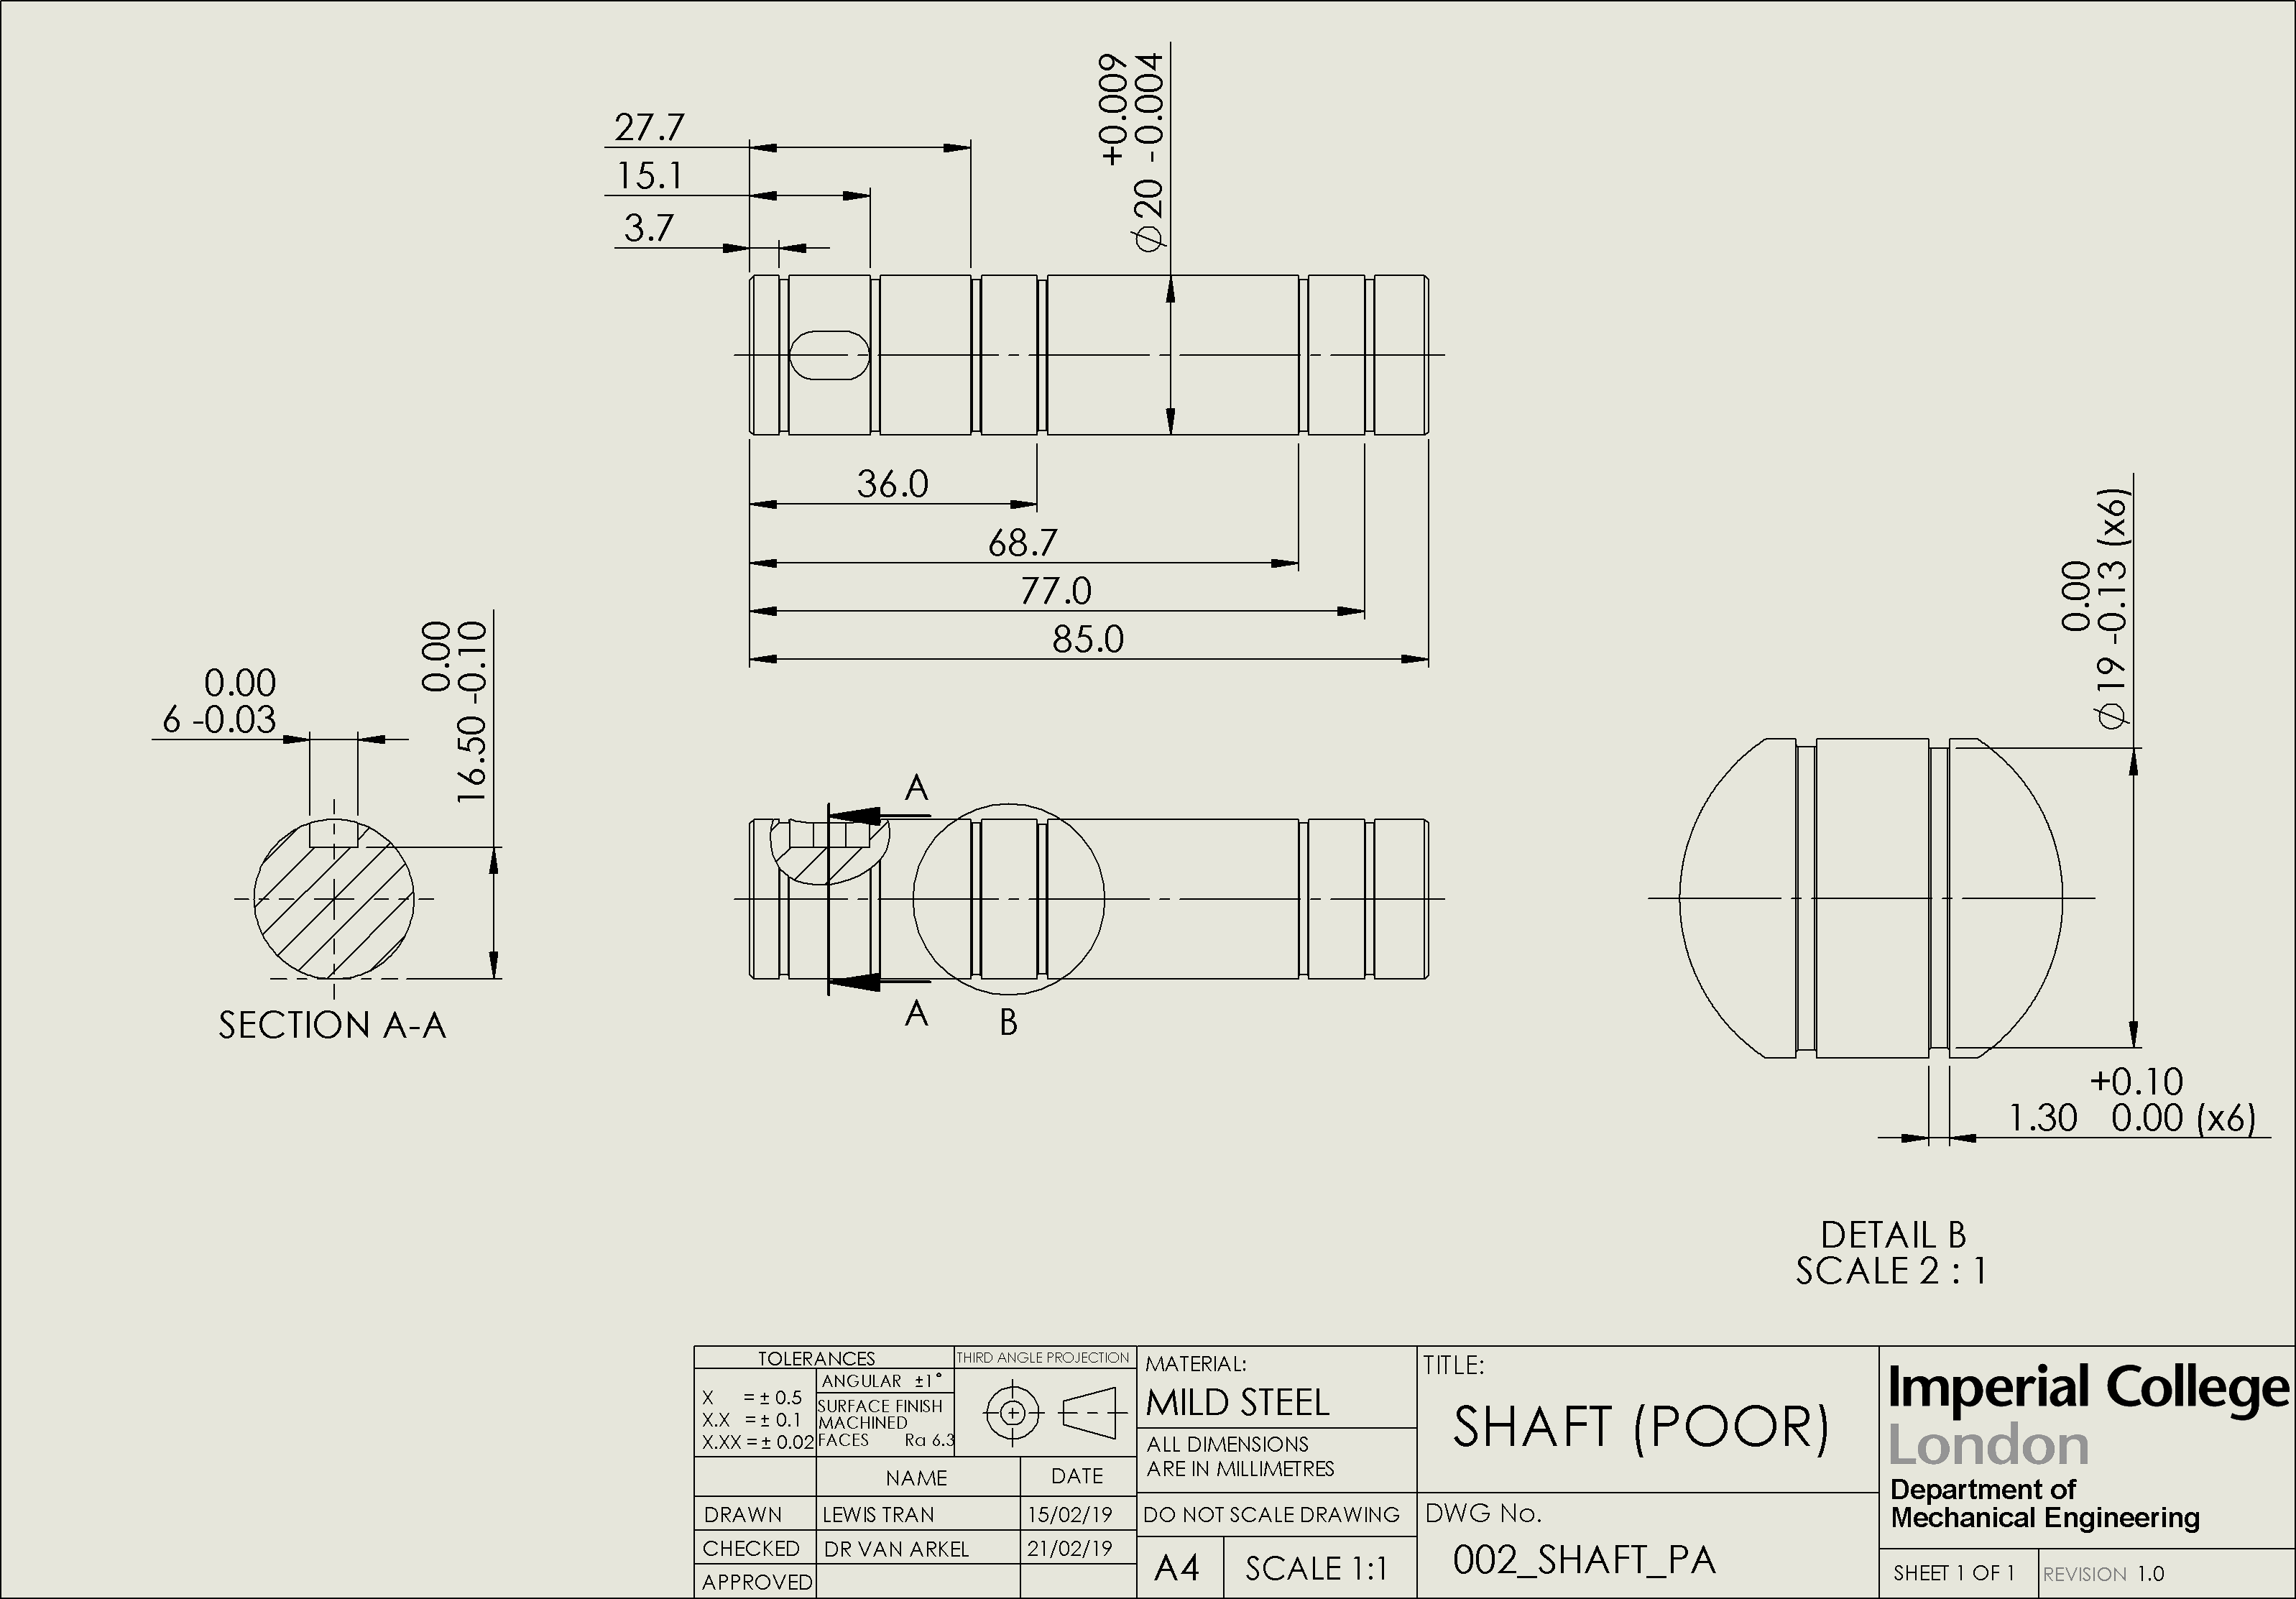 +0.009
⌀20 -0.004
27.7
15.1
3.7
36.0
68.7
77.0
85.0
0.00
6 -0.03
0.00
16.50 -0.10
SECTION A-A
A
A
B
0.00
⌀19 -0.13 (x6)
+0.10
1.30 0.00 (x6)
DETAIL B
SCALE 2 : 1
TOLERANCES
X = ± 0.5
X.X = ± 0.1
X.XX = ± 0.02
ANGULAR ±1°
SURFACE FINISH
MACHINED
FACES Ra 6.3
THIRD ANGLE PROJECTION
NAME DATE
DRAWN LEWIS TRAN 15/02/19
CHECKED DR VAN ARKEL 21/02/19
APPROVED
MATERIAL:
MILD STEEL
ALL DIMENSIONS
ARE IN MILLIMETRES
DO NOT SCALE DRAWING
A4 SCALE 1:1
TITLE:
SHAFT (POOR)
DWG No.
002_SHAFT_PA
Imperial College
London
Department of
Mechanical Engineering
SHEET 1 OF 1 REVISION 1.0